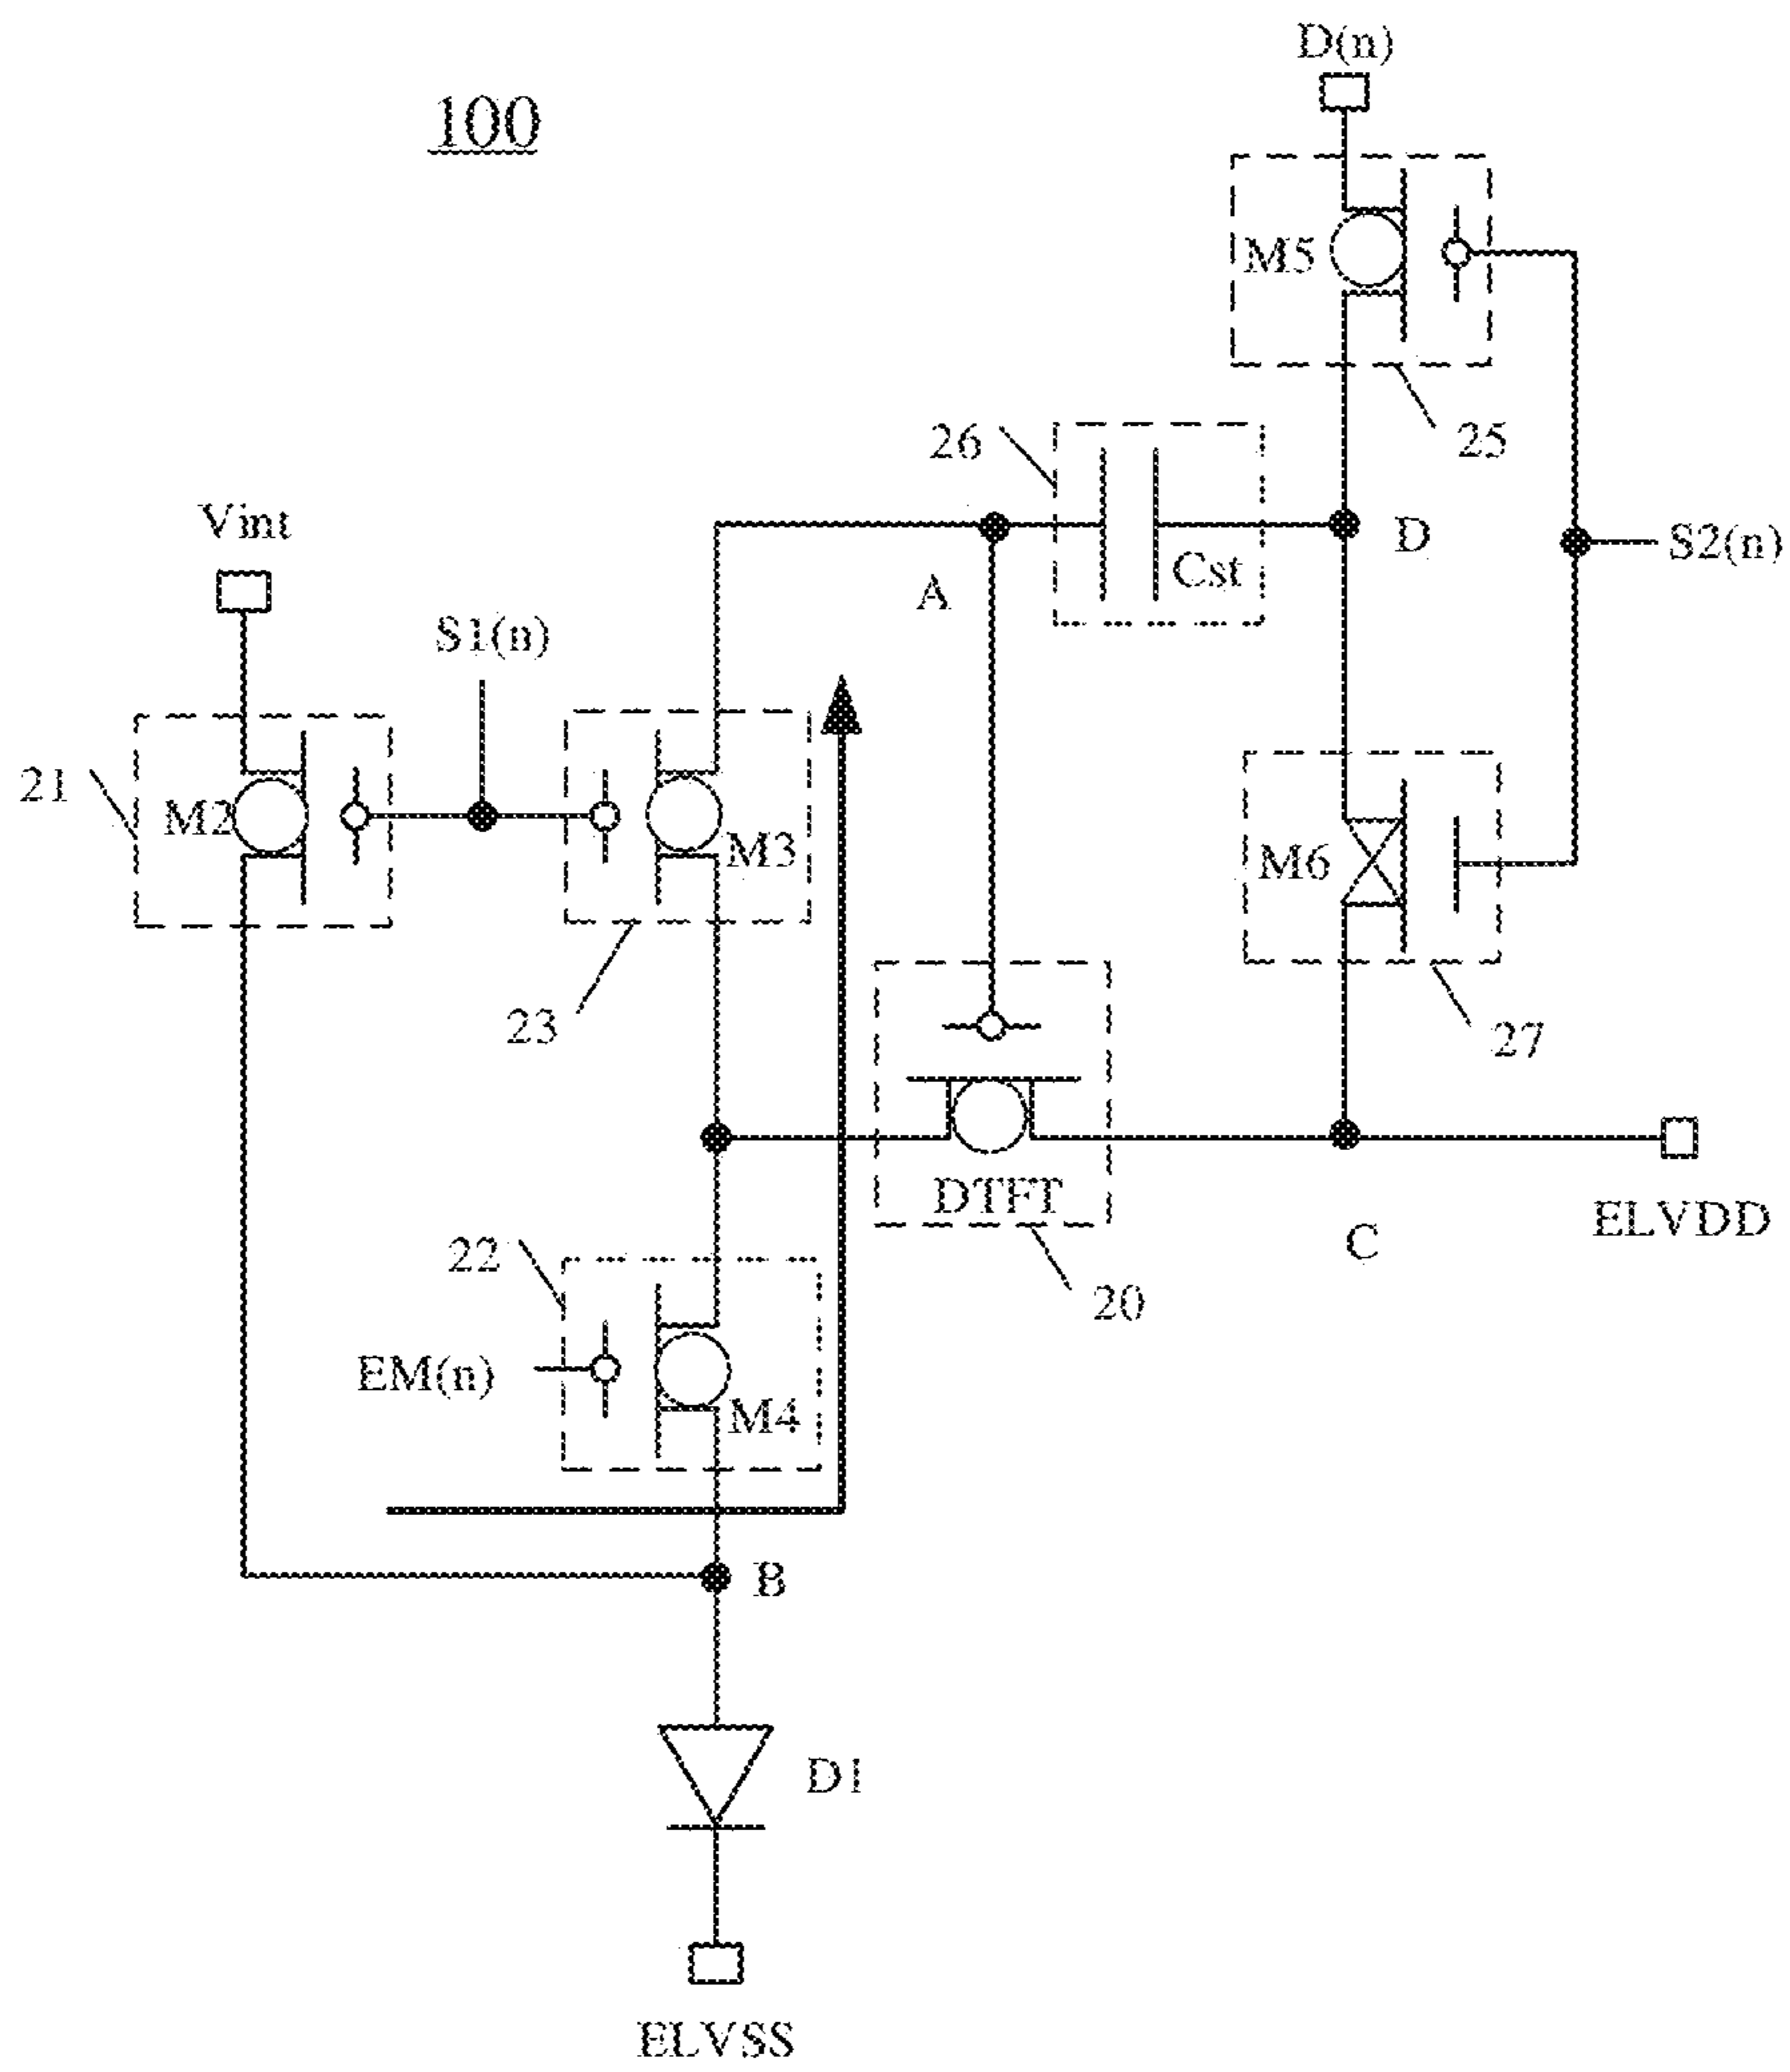 D(n)
100
M5
26
25
Vint
D
S2(n)
Cst
A
S1(n)
21
M2
M3
M6
23
27
DTFT
ELVDD
C
22
20
EM(n)
M4
B
D1
ELVSS